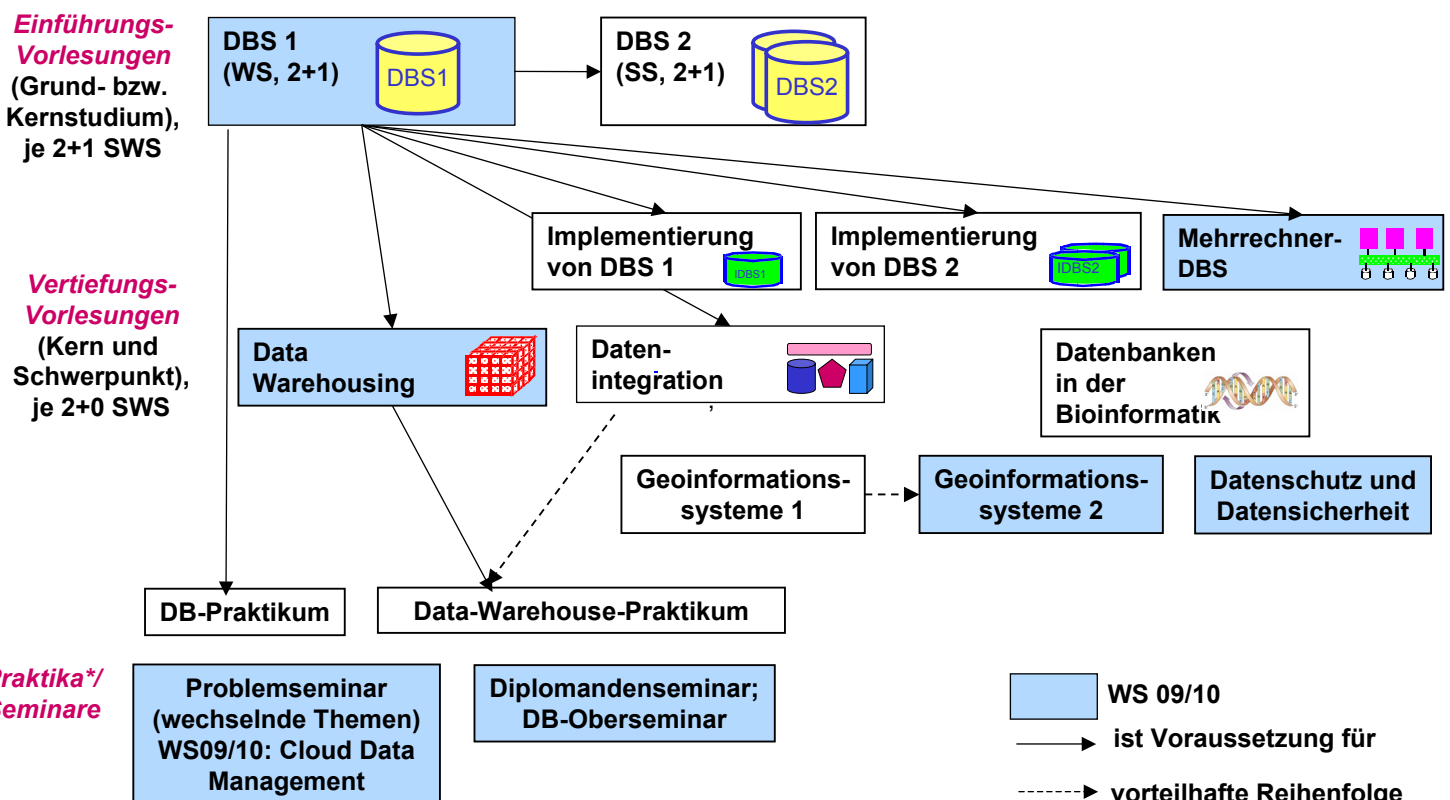 Einführungs-
Vorlesungen
(Grund- bzw.
Kernstudium),
je 2+1 SWS
DBS 1
(WS, 2+1)
DBS1
DBS 2
(SS, 2+1)
DBS2
Vertiefungs-
Vorlesungen
(Kern und
Schwerpunkt),
je 2+0 SWS
Implementierung
von DBS 1
IDBS1
Implementierung
von DBS 2
IDBS2
Mehrrechner-
DBS
Data
Warehousing
Daten-
integration
,
Datenbanken
in der
Bioinformatik
Geoinformations-
systeme 1
Geoinformations-
systeme 2
Datenschutz und
Datensicherheit
DB-Praktikum
Data-Warehouse-Praktikum
raktika*/
eminare
Problemseminar
(wechselnde Themen)
WS09/10: Cloud Data
Management
Diplomandenseminar;
DB-Oberseminar
WS 09/10
ist Voraussetzung für
vorteilhafte Reihenfolge